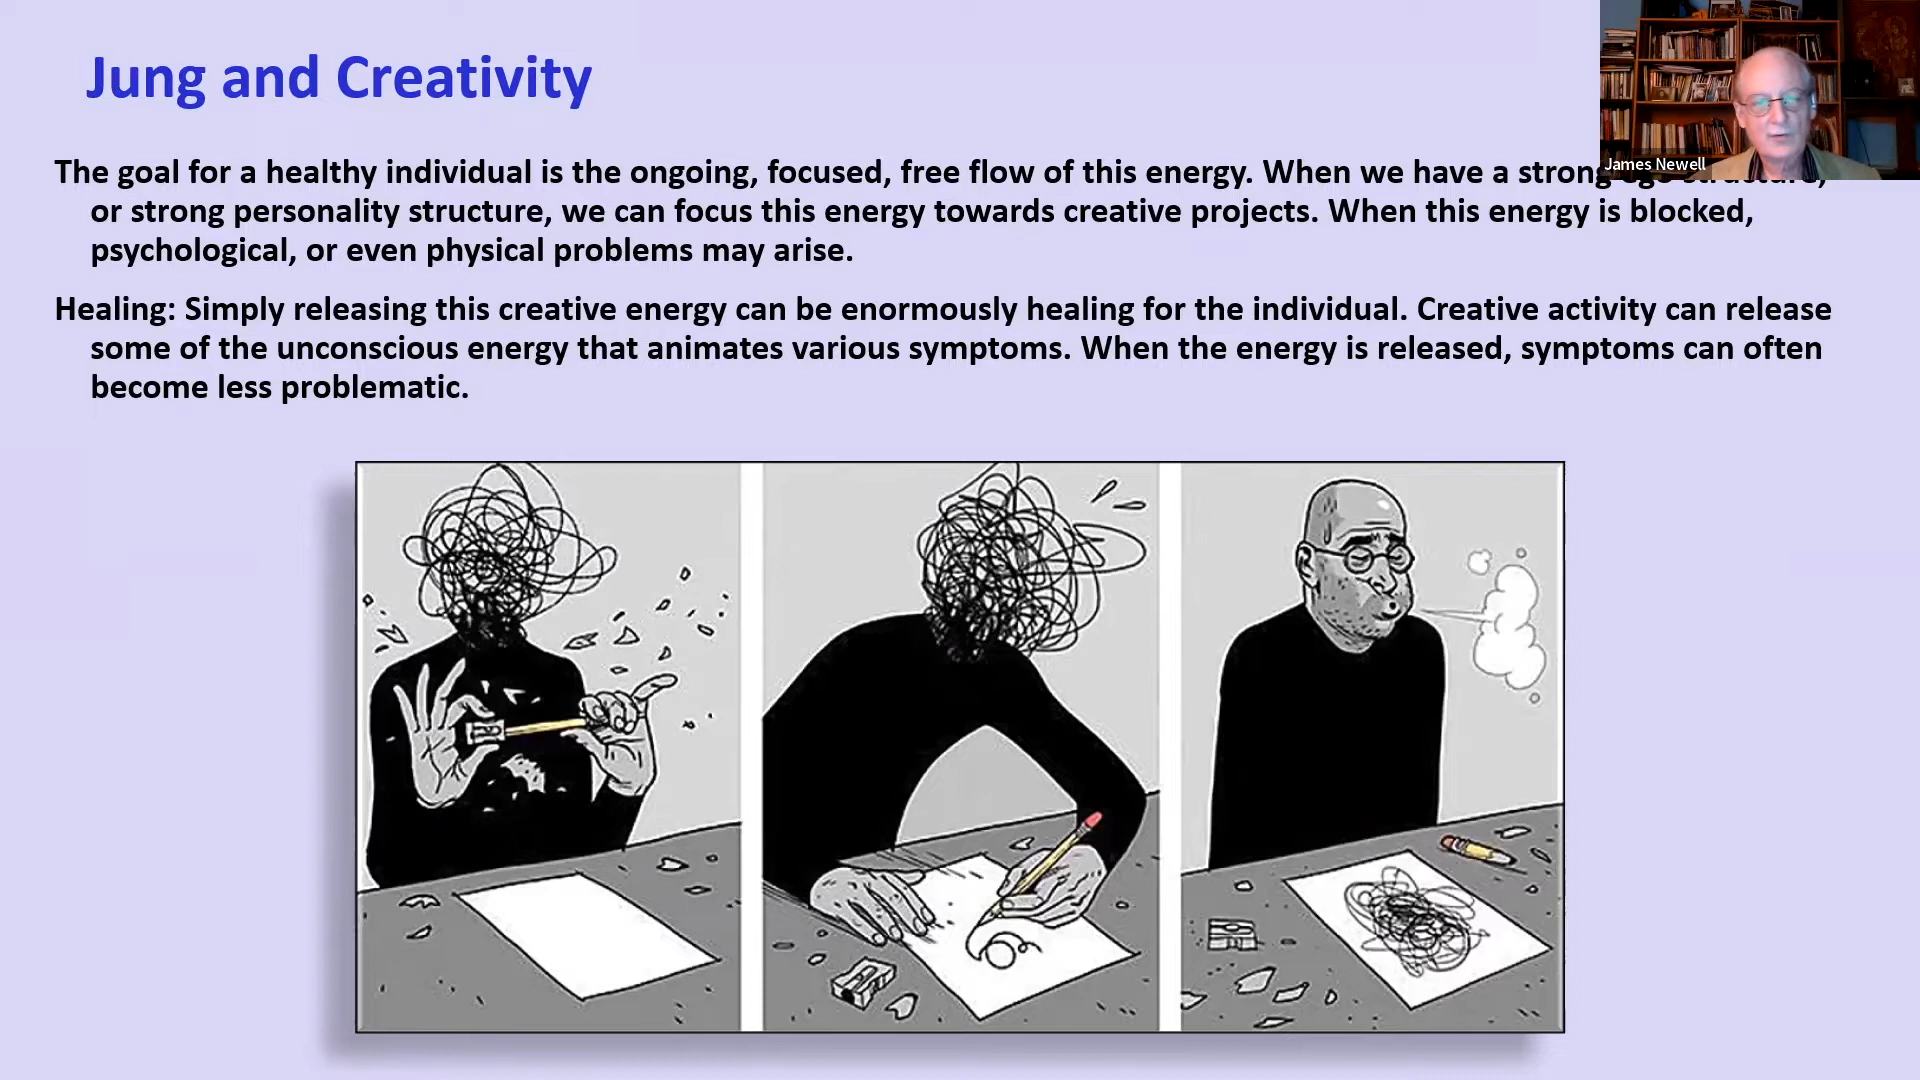 Jung and Creativity
James Newell
The goal for a healthy individual is the ongoing, focused, free flow of this energy. When we have a strong ego structure,
or strong personality structure, we can focus this energy towards creative projects. When this energy is blocked,
psychological, or even physical problems may arise.
Healing: Simply releasing this creative energy can be enormously healing for the individual. Creative activity can release
some of the unconscious energy that animates various symptoms. When the energy is released, symptoms can often
become less problematic.